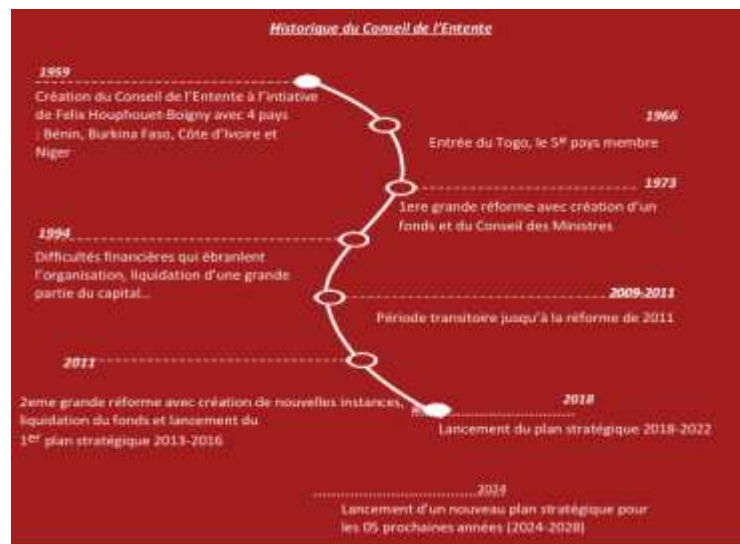 Historique du Conseil de l'Entente
1959
Création du Conseil de l'Entente à l'intiative
de Felix Houphouet-Boigny avec 4 pays
: Bénin, Burkina Faso, Côte d'Ivoire et
Niger
1966
Entrée du Togo, le 5e pays membre
1973
1ere grande réforme avec création d'un
fonds et du Conseil des Ministres
1994
Difficultés financières qui ébranlent
l'organisation, liquidation d'une grande
partie du capital...
2009-2011
Période transitoire jusqu'à la réforme de 2011
2011
2eme grande réforme avec création de nouvelles instances,
liquidation du fonds et lancement du
1er plan stratégique 2013-2016
2018
Lancement du plan stratégique 2018-2022
2024
Lancement d'un nouveau plan stratégique pour
les 05 prochaines années (2024-2028)